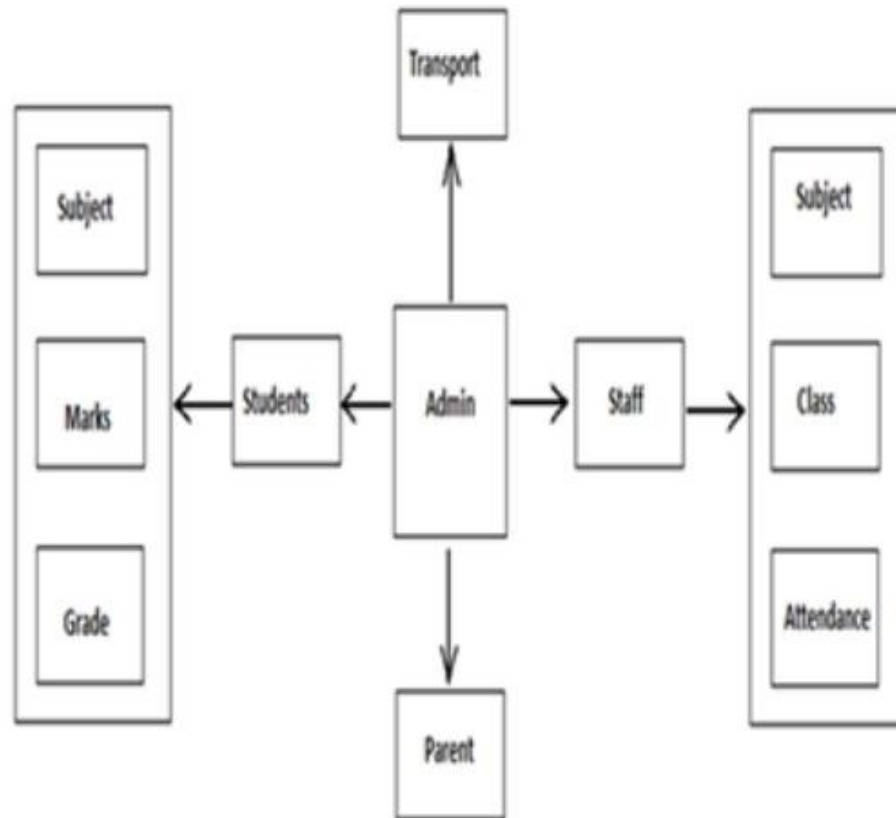 Transport
Subject
Marks
Grade
Students
Admin
Staff
Subject
Class
Attendance
Parent